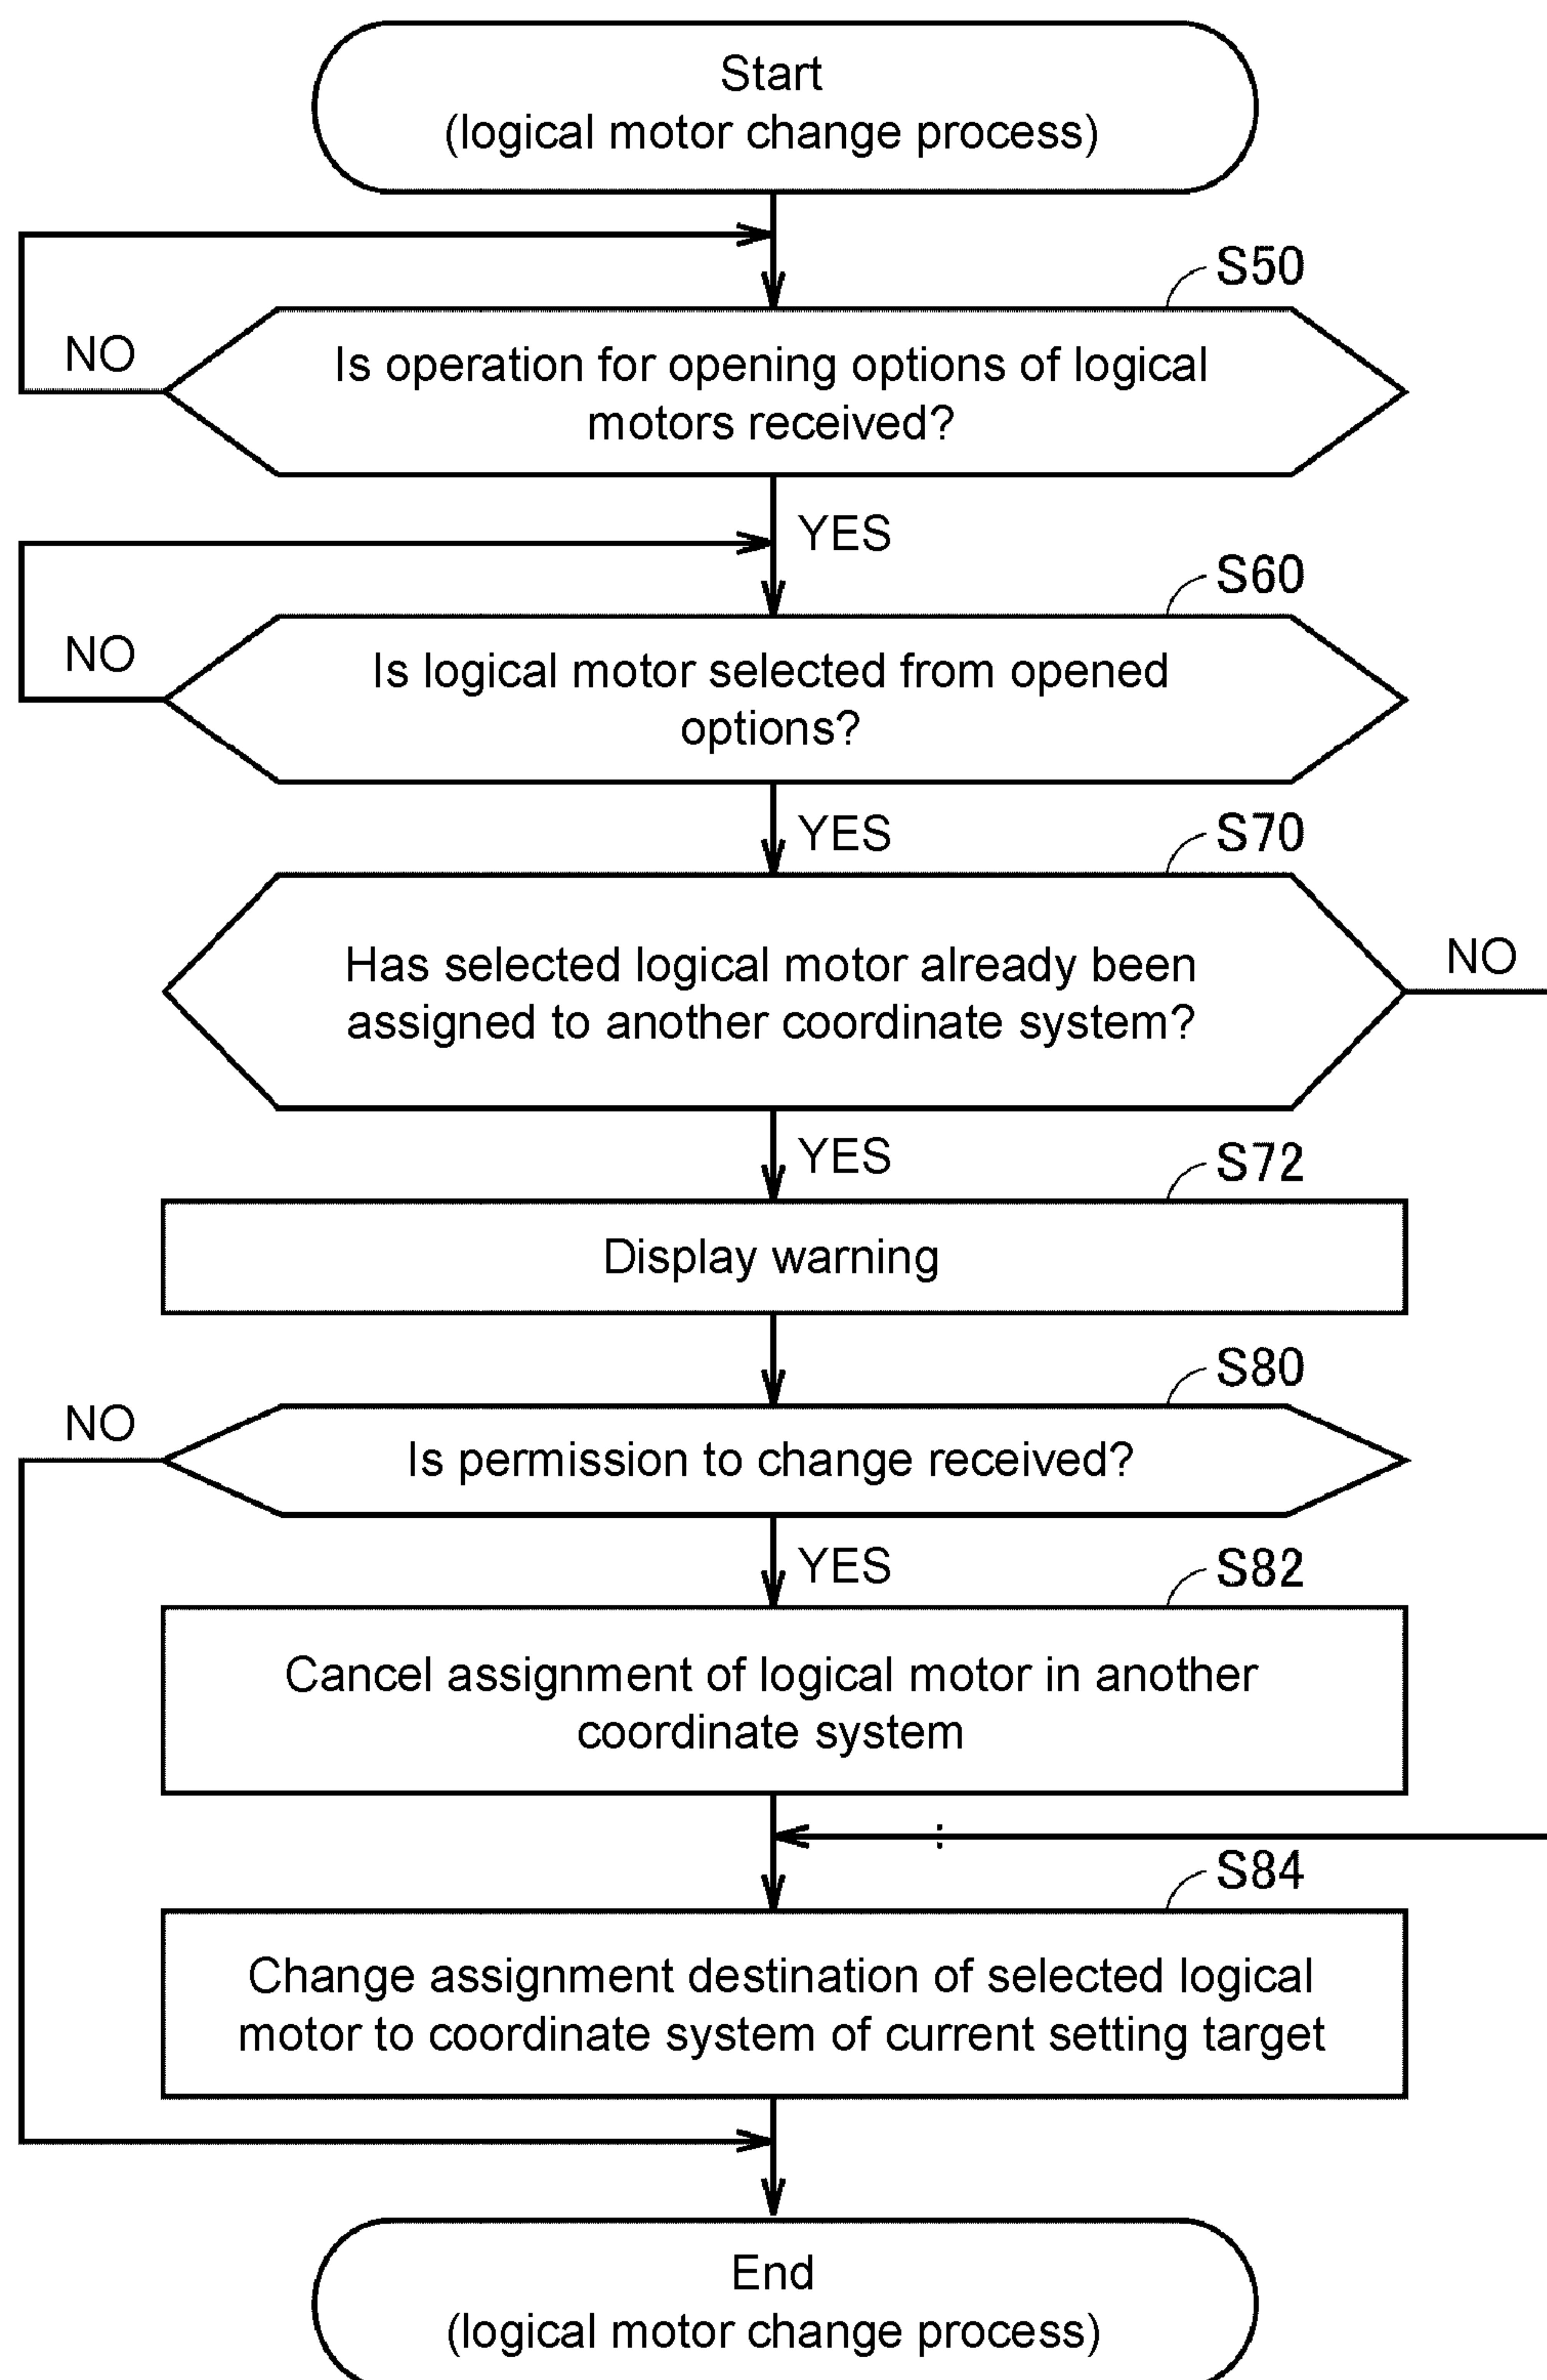 Start
(logical motor change process)
S50
NO
Is operation for opening options of logical
motors received?
YES
S60
NO
Is logical motor selected from opened
options?
YES
S70
NO
Has selected logical motor already been
assigned to another coordinate system?
YES
S72
Display warning
S80
NO
Is permission to change received?
YES
S82
Cancel assignment of logical motor in another
coordinate system
S84
Change assignment destination of selected logical
motor to coordinate system of current setting target
End
(logical motor change process)